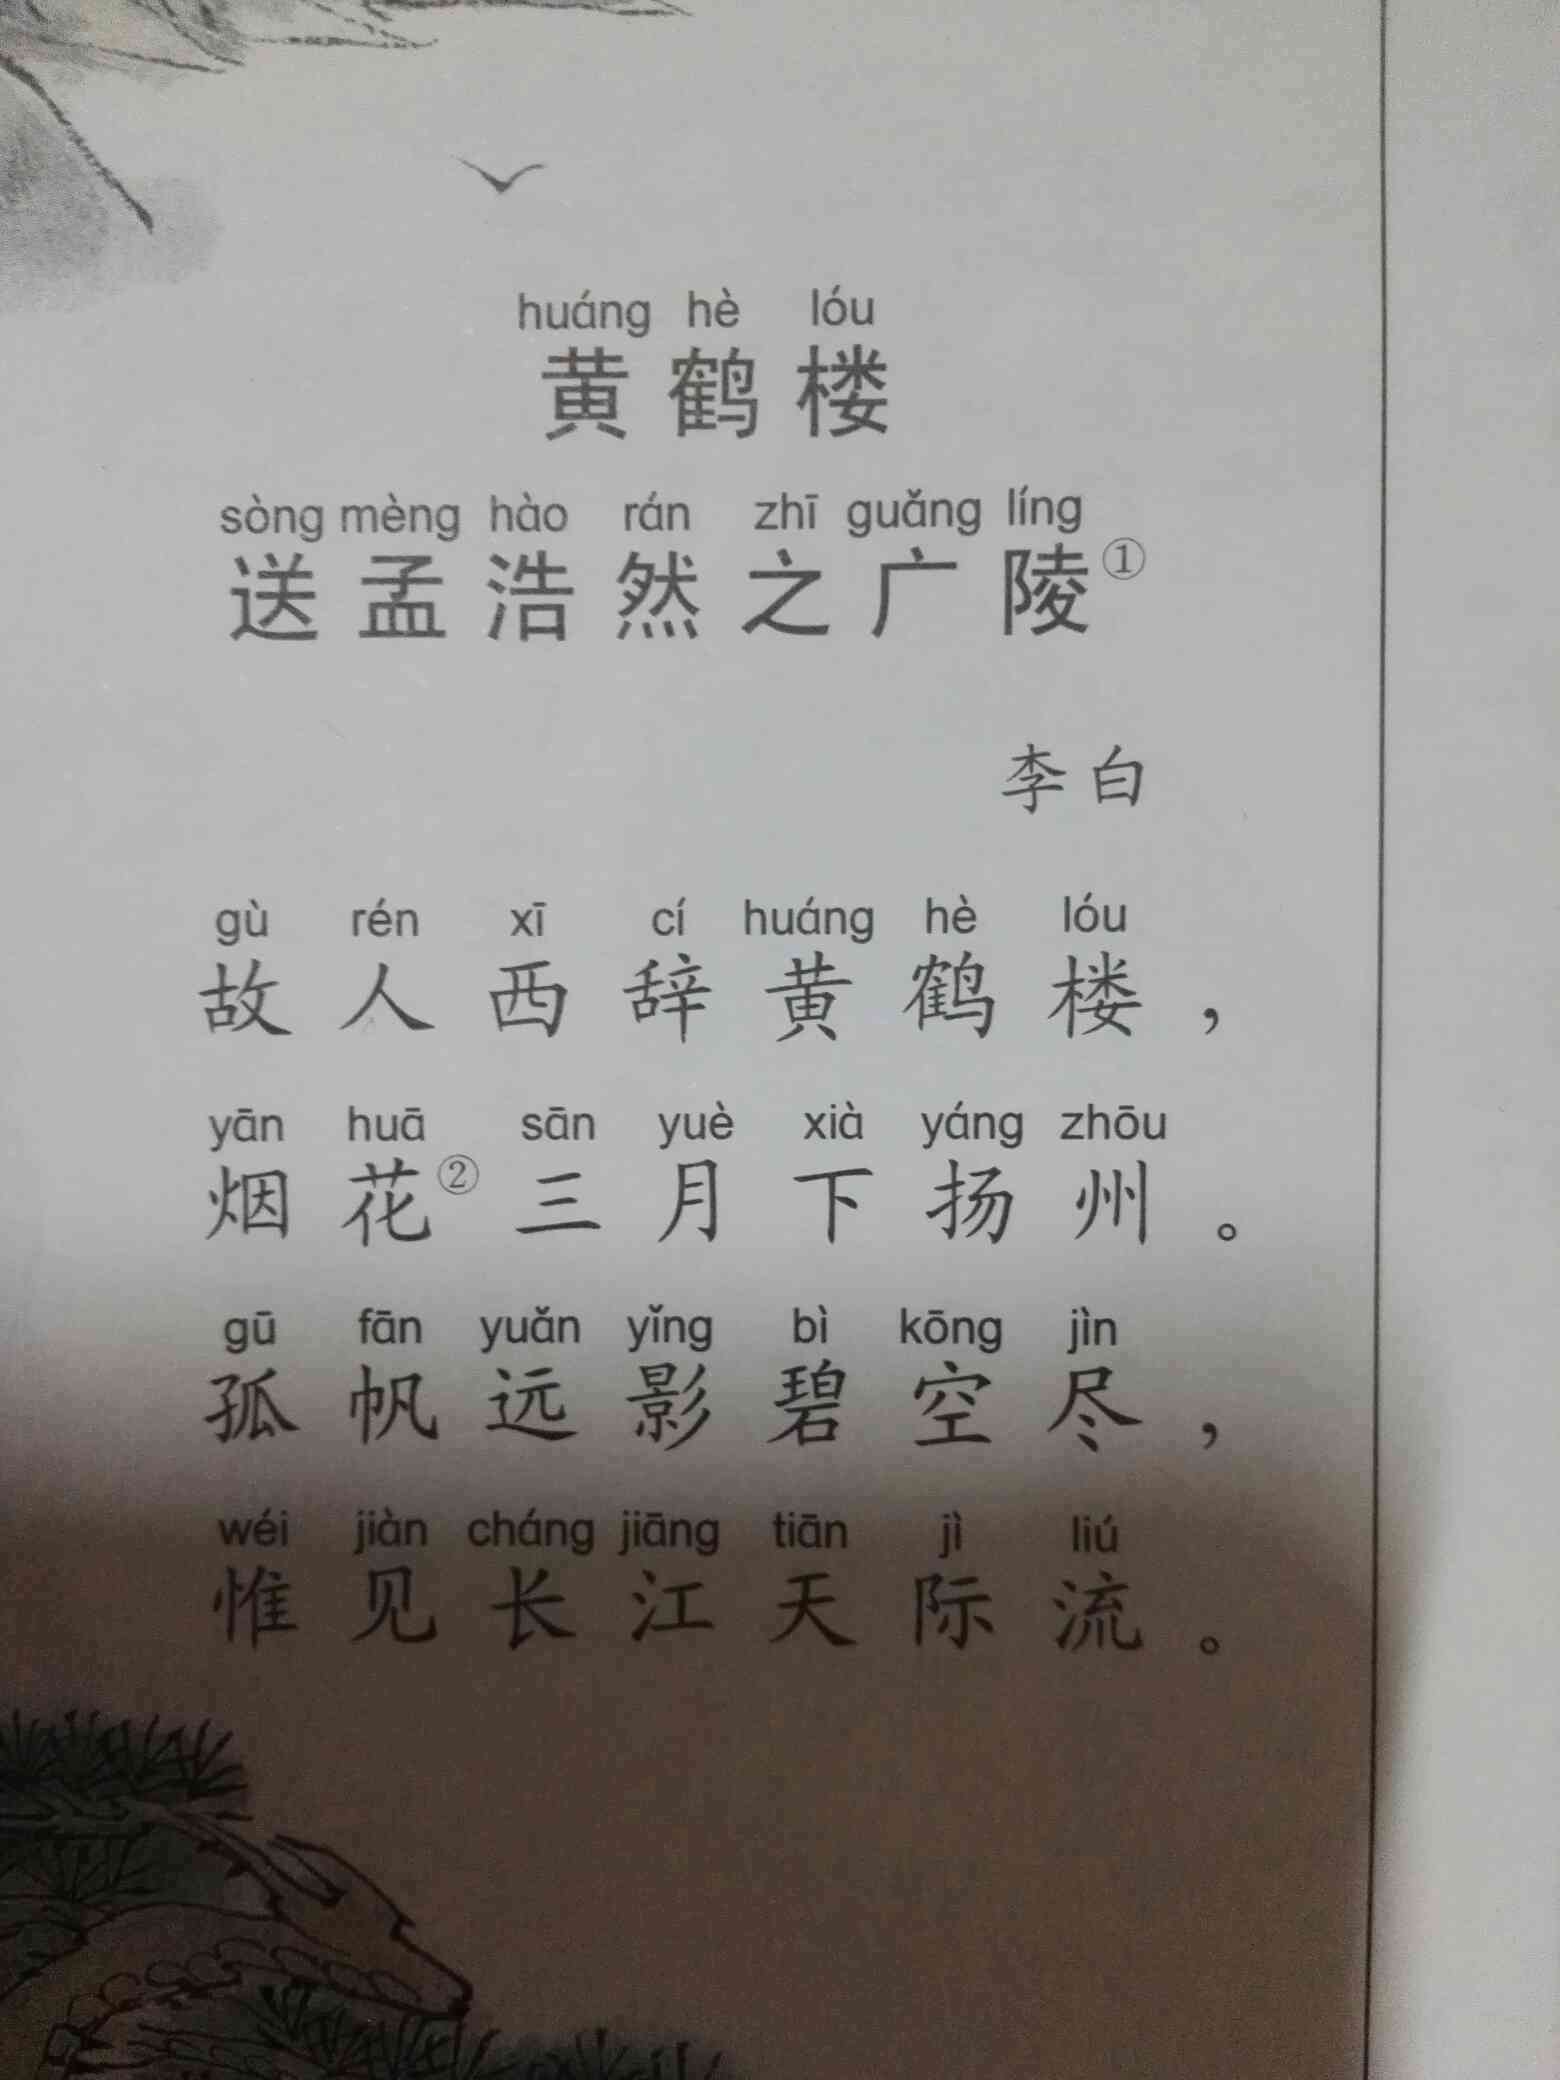 huáng hè lóu
黄鹤楼
sòng mèng hào rán zhī guǎng líng
送孟浩然之广陵①
李白
gù rén xī cí huáng hè lóu
故人西辞黄鹤楼，
yān huā sān yuè xià yáng zhōu
烟花②三月下扬州。
gū fān yuǎn yǐng bì kōng jìn
孤帆远影碧空尽，
wéi jiàn cháng jiāng tiān jì liú
惟见长江天际流。